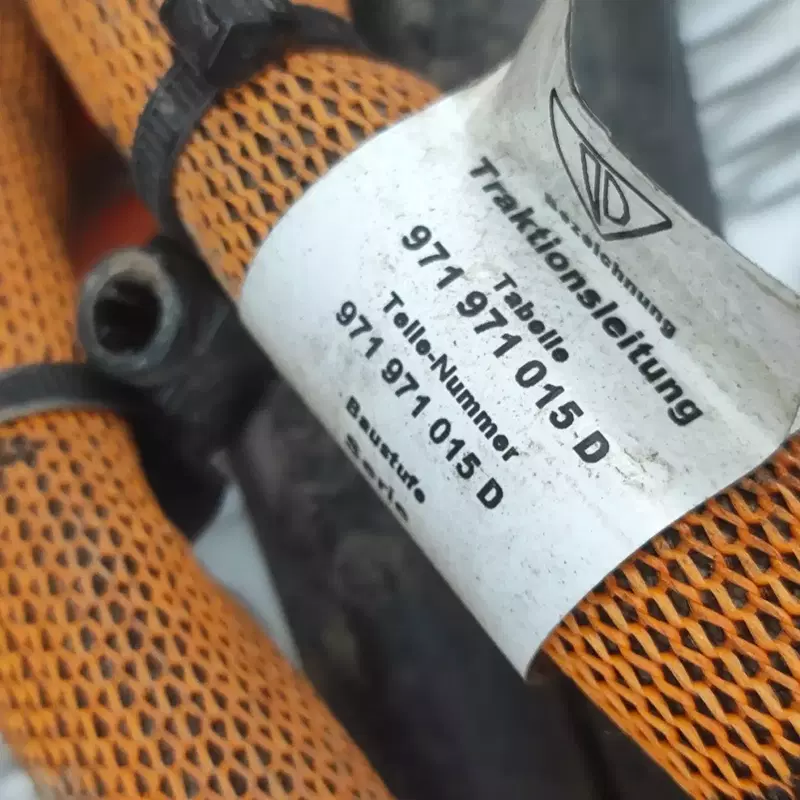 Bezeichnung
Traktionsleitung
Tabelle
971 971 015 D
Teile-Nummer
971 971 015 D
Baustufe
Serie